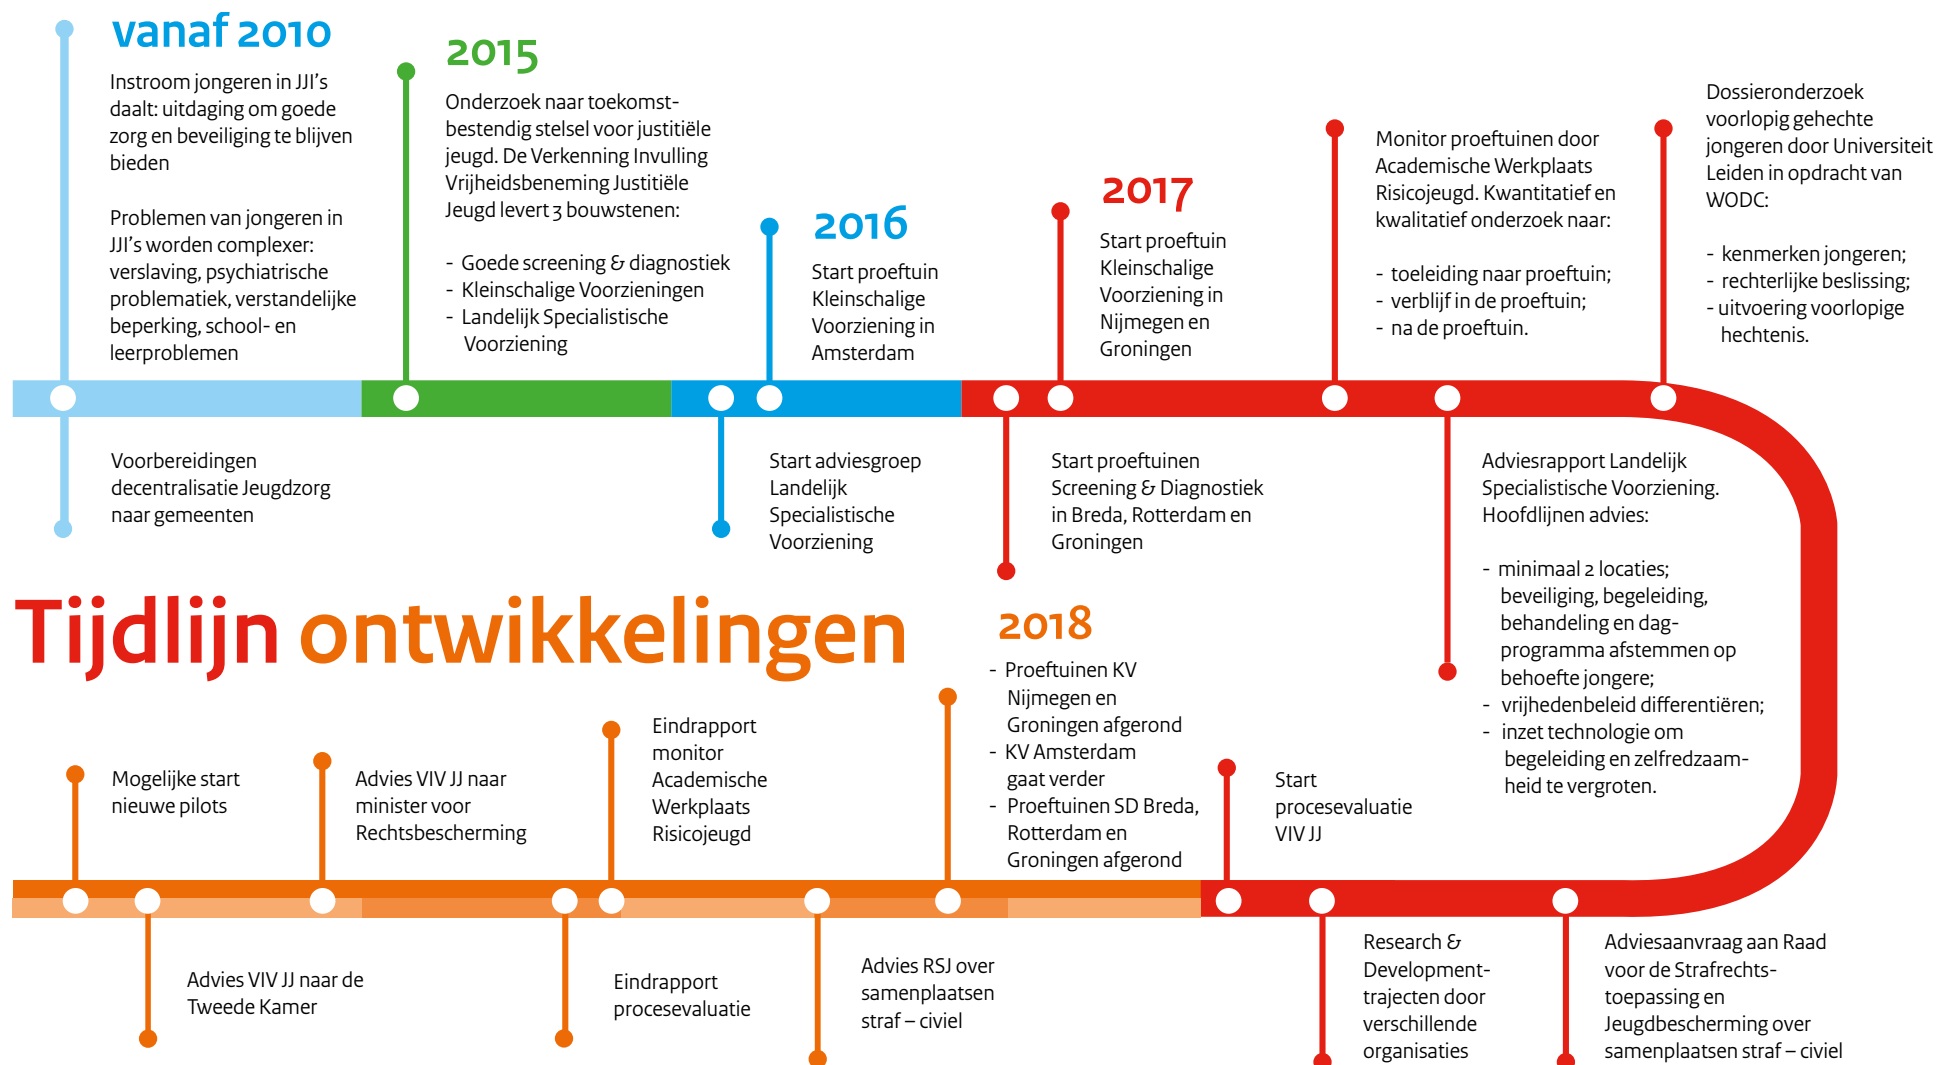 vanaf 2010
Instroom jongeren in JJI's
daalt: uitdaging om goede
zorg en beveiliging te blijven
bieden
Problemen van jongeren in
JJI's worden complexer:
verslaving, psychiatrische
problematiek, verstandelijke
beperking, school- en
leerproblemen
Voorbereidingen
decentralisatie Jeugdzorg
naar gemeenten
2015
Onderzoek naar toekomst-
bestendig stelsel voor justitiële
jeugd. De Verkenning Invulling
Vrijheidsbeneming Justitiële
Jeugd levert 3 bouwstenen:
- Goede screening & diagnostiek
- Kleinschalige Voorzieningen
- Landelijk Specialistische
Voorziening
2016
Start proeftuin
Kleinschalige
Voorziening in
Amsterdam
Start adviesgroep
Landelijk
Specialistische
Voorziening
2017
Start proeftuin
Kleinschalige
Voorziening in
Nijmegen en
Groningen
Start proeftuinen
Screening & Diagnostiek
in Breda, Rotterdam en
Groningen
Monitor proeftuinen door
Academische Werkplaats
Risicojeugd. Kwantitatief en
kwalitatief onderzoek naar:
- toeleiding naar proeftuin;
- verblijf in de proeftuin;
- na de proeftuin.
Adviesrapport Landelijk
Specialistische Voorziening.
Hoofdlijnen advies:
- minimaal 2 locaties;
beveiliging, begeleiding,
behandeling en dag-
programma afstemmen op
behoefte jongere;
- vrijhedenbeleid differentiëren;
- inzet technologie om
begeleiding en zelfredzaam-
heid te vergroten.
Dossieronderzoek
voorlopig gehechte
jongeren door Universiteit
Leiden in opdracht van
WODC:
- kenmerken jongeren;
- rechterlijke beslissing;
- uitvoering voorlopige
hechtenis.
Tijdlijn ontwikkelingen
Adviesaanvraag aan Raad
voor de Strafrechts-
toepassing en
Jeugdbescherming over
samenplaatsen straf – civiel
Research &
Development-
trajecten door
verschillende
organisaties
Start
procesevaluatie
VIV JJ
2018
- Proeftuinen KV
Nijmegen en
Groningen afgerond
- KV Amsterdam
gaat verder
- Proeftuinen SD Breda,
Rotterdam en
Groningen afgerond
Advies RSJ over
samenplaatsen
straf – civiel
Eindrapport
monitor
Academische
Werkplaats
Risicojeugd
Eindrapport
procesevaluatie
Advies VIV JJ naar
minister voor
Rechtsbescherming
Advies VIV JJ naar de
Tweede Kamer
Mogelijke start
nieuwe pilots